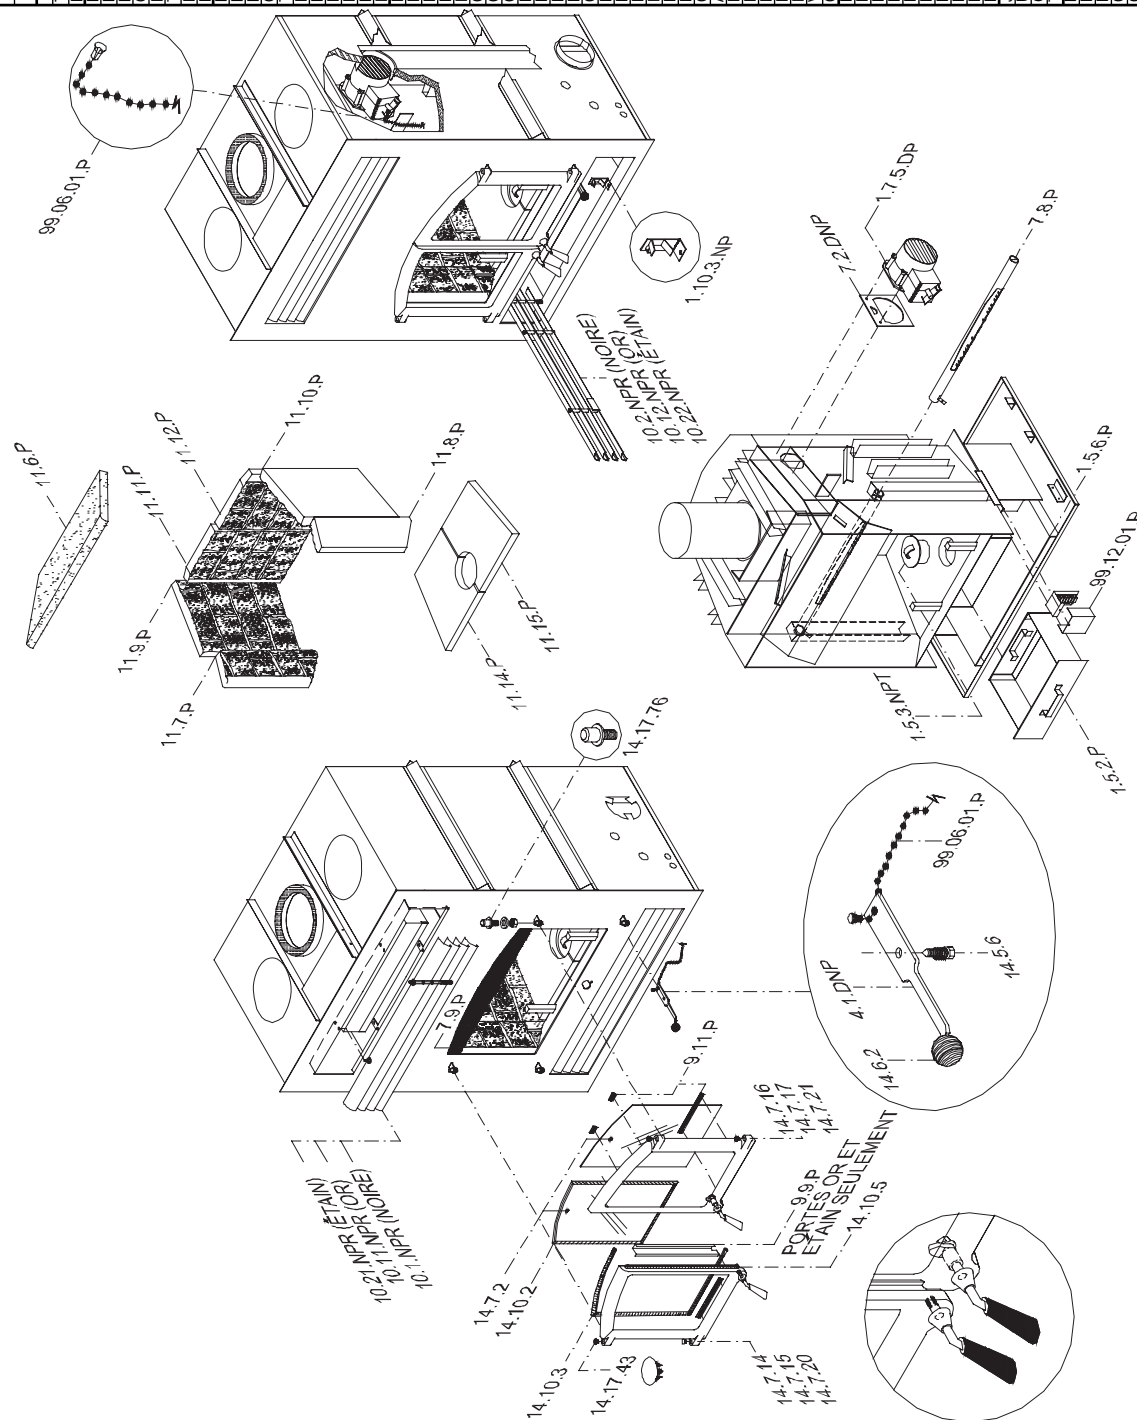 99.06.01.P
1.10.3.NP
10.2.NPR (NOIRE)
10.12.NPR (OR)
10.22.NPR (ÉTAIN)
11.6.P
11.12.P
11.11.P
11.10.P
11.9.P
11.8.P
11.7.P
11.15.P
11.14.P
14.17.76
1.7.5.DP
7.2.DNP
7.8.P
1.5.6.P
99.12.01.P
1.5.3.NPT
1.5.2.P
7.9.P
10.21.NPR (ÉTAIN)
10.11.NPR (OR)
10.1.NPR (NOIRE)
9.11.P
14.7.16
14.7.17
14.7.21
9.9.P
PORTES OR ET
ÉTAIN SEULEMENT
14.10.5
14.7.2
14.10.2
14.10.3
14.17.43
14.7.14
14.7.15
14.7.20
99.06.01.P
14.5.6
4.1.DNP
14.6.2